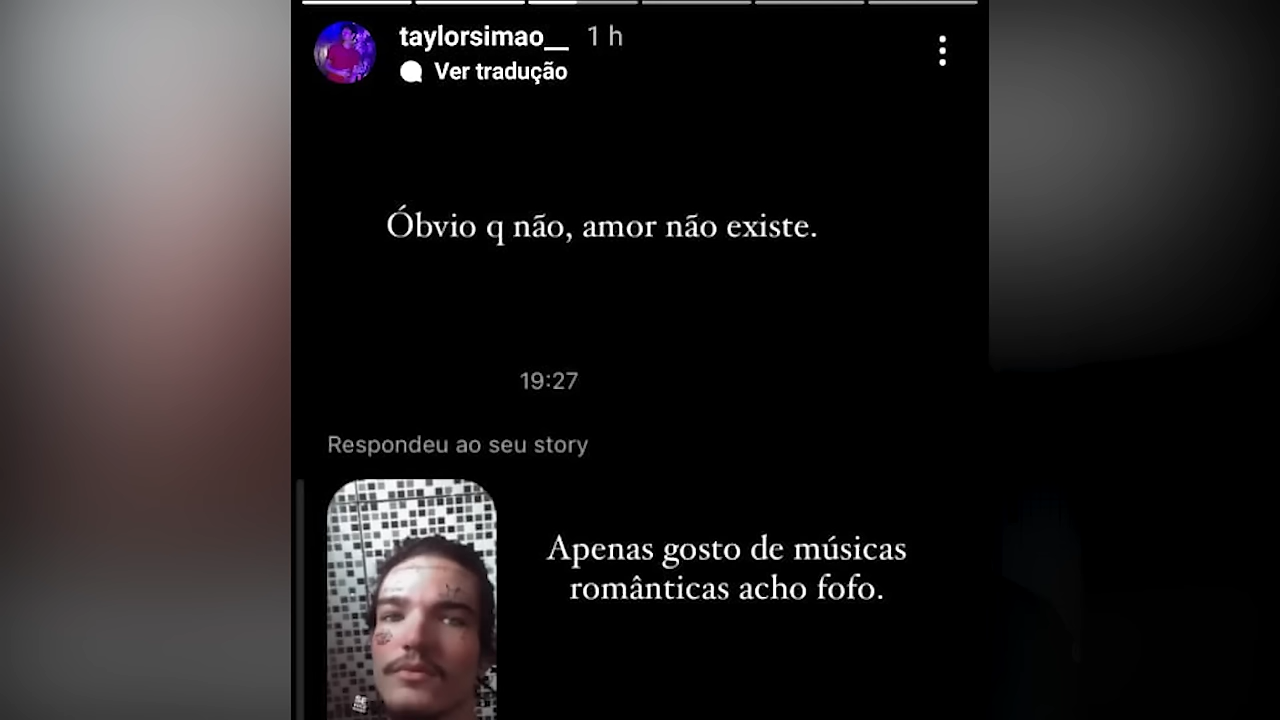 taylorsimao__ 1 h
Ver tradução
Óbvio q não, amor não existe.
19:27
Respondeu ao seu story
Apenas gosto de músicas
românticas acho fofo.